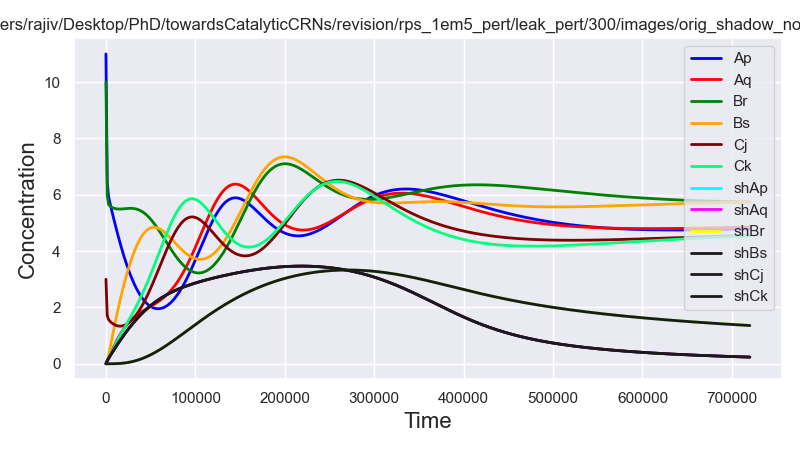 ers/rajiv/Desktop/PhD/towardsCatalyticCRNs/revision/rps_1em5_pert/leak_pert/300/images/orig_shadow_no
Concentration
10
8
6
4
2
0
0 100000 200000 300000 400000 500000 600000 700000
Time
Ap
Aq
Br
Bs
Cj
Ck
shAp
shAq
shBr
shBs
shCj
shCk